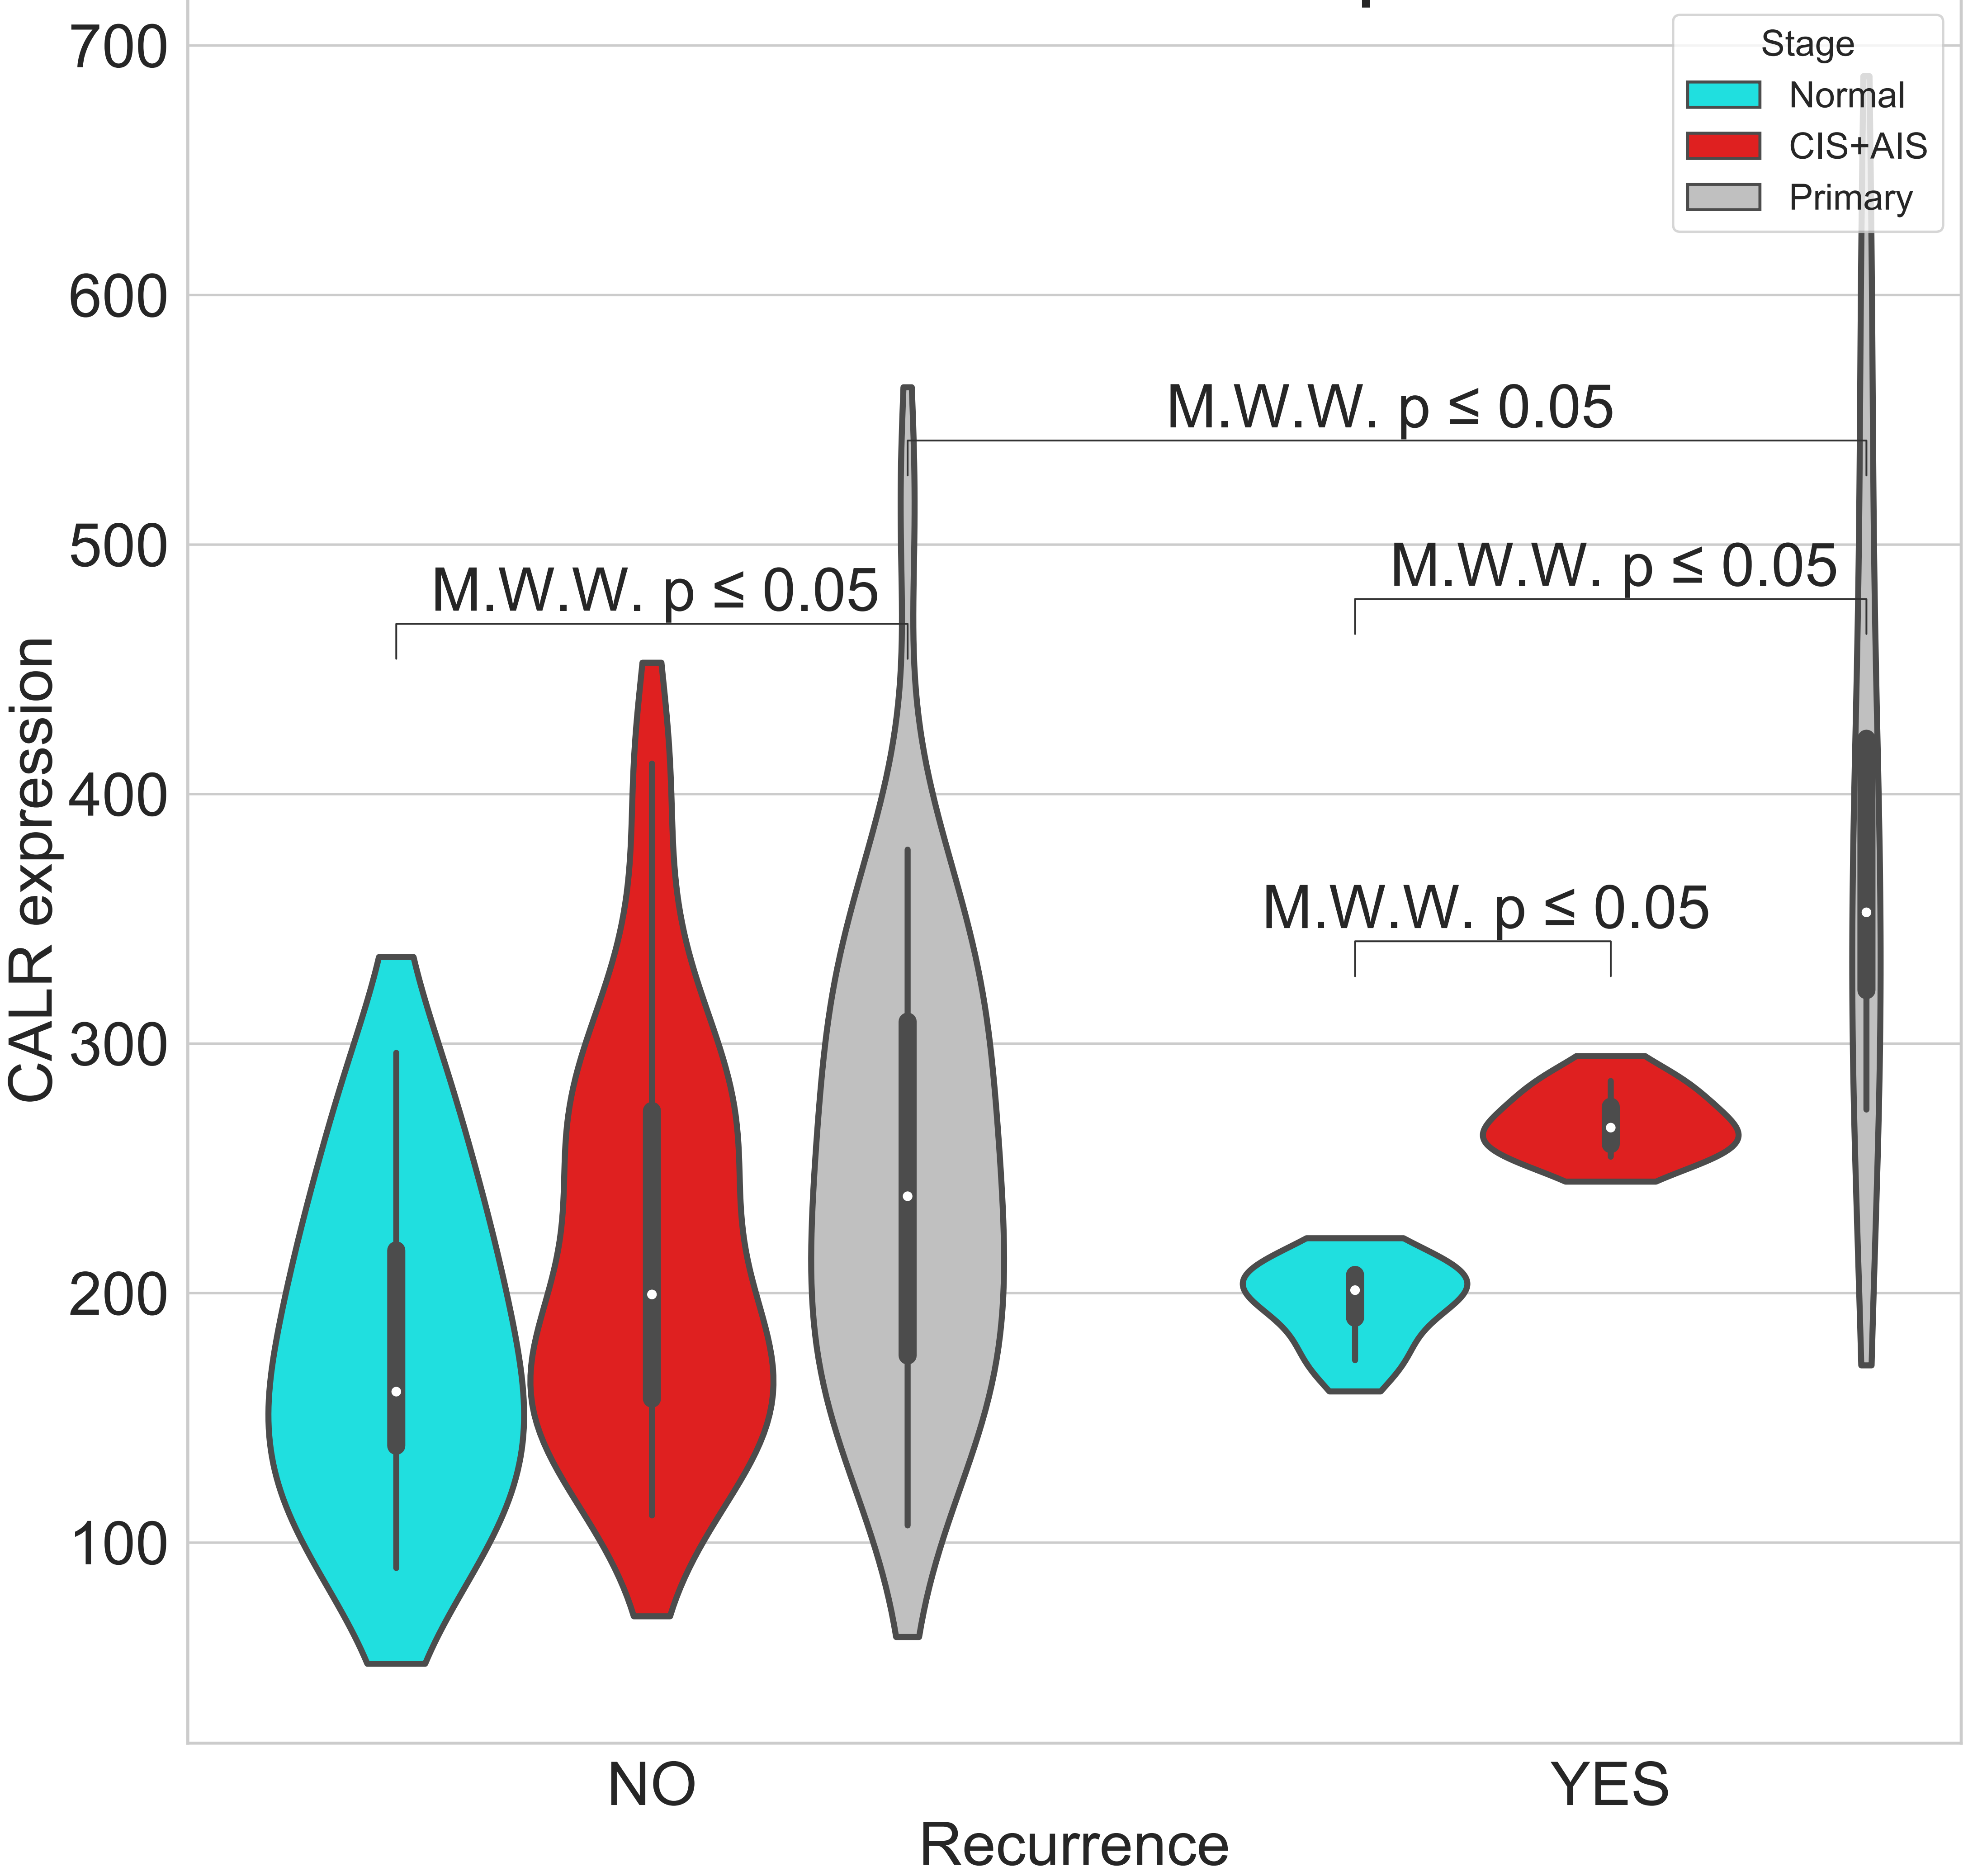 700
600
500
400
300
200
100
CALR expression
Stage
Normal
CIS+AIS
Primary
M.W.W. p ≤ 0.05
M.W.W. p ≤ 0.05
M.W.W. p ≤ 0.05
M.W.W. p ≤ 0.05
NO
YES
Recurrence